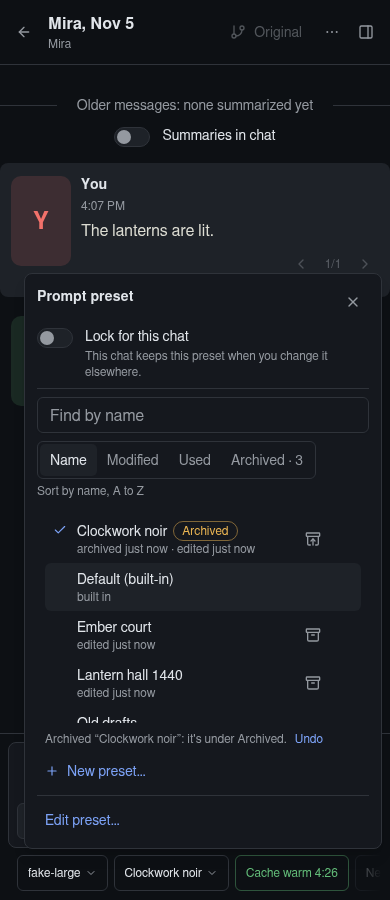 Mira, Nov 5
Mira
Original
Older messages: none summarized yet
Summaries in chat
Y
You
4:07 PM
The lanterns are lit.
1/1
Prompt preset
Lock for this chat
This chat keeps this preset when you change it
elsewhere.
Find by name
Name Modified Used Archived · 3
Sort by name, A to Z
Clockwork noir Archived
archived just now · edited just now
Default (built-in)
built in
Ember court
edited just now
Lantern hall 1440
edited just now
Old drafts
Archived “Clockwork noir”: it's under Archived. Undo
New preset...
Edit preset...
fake-large Clockwork noir Cache warm 4:26